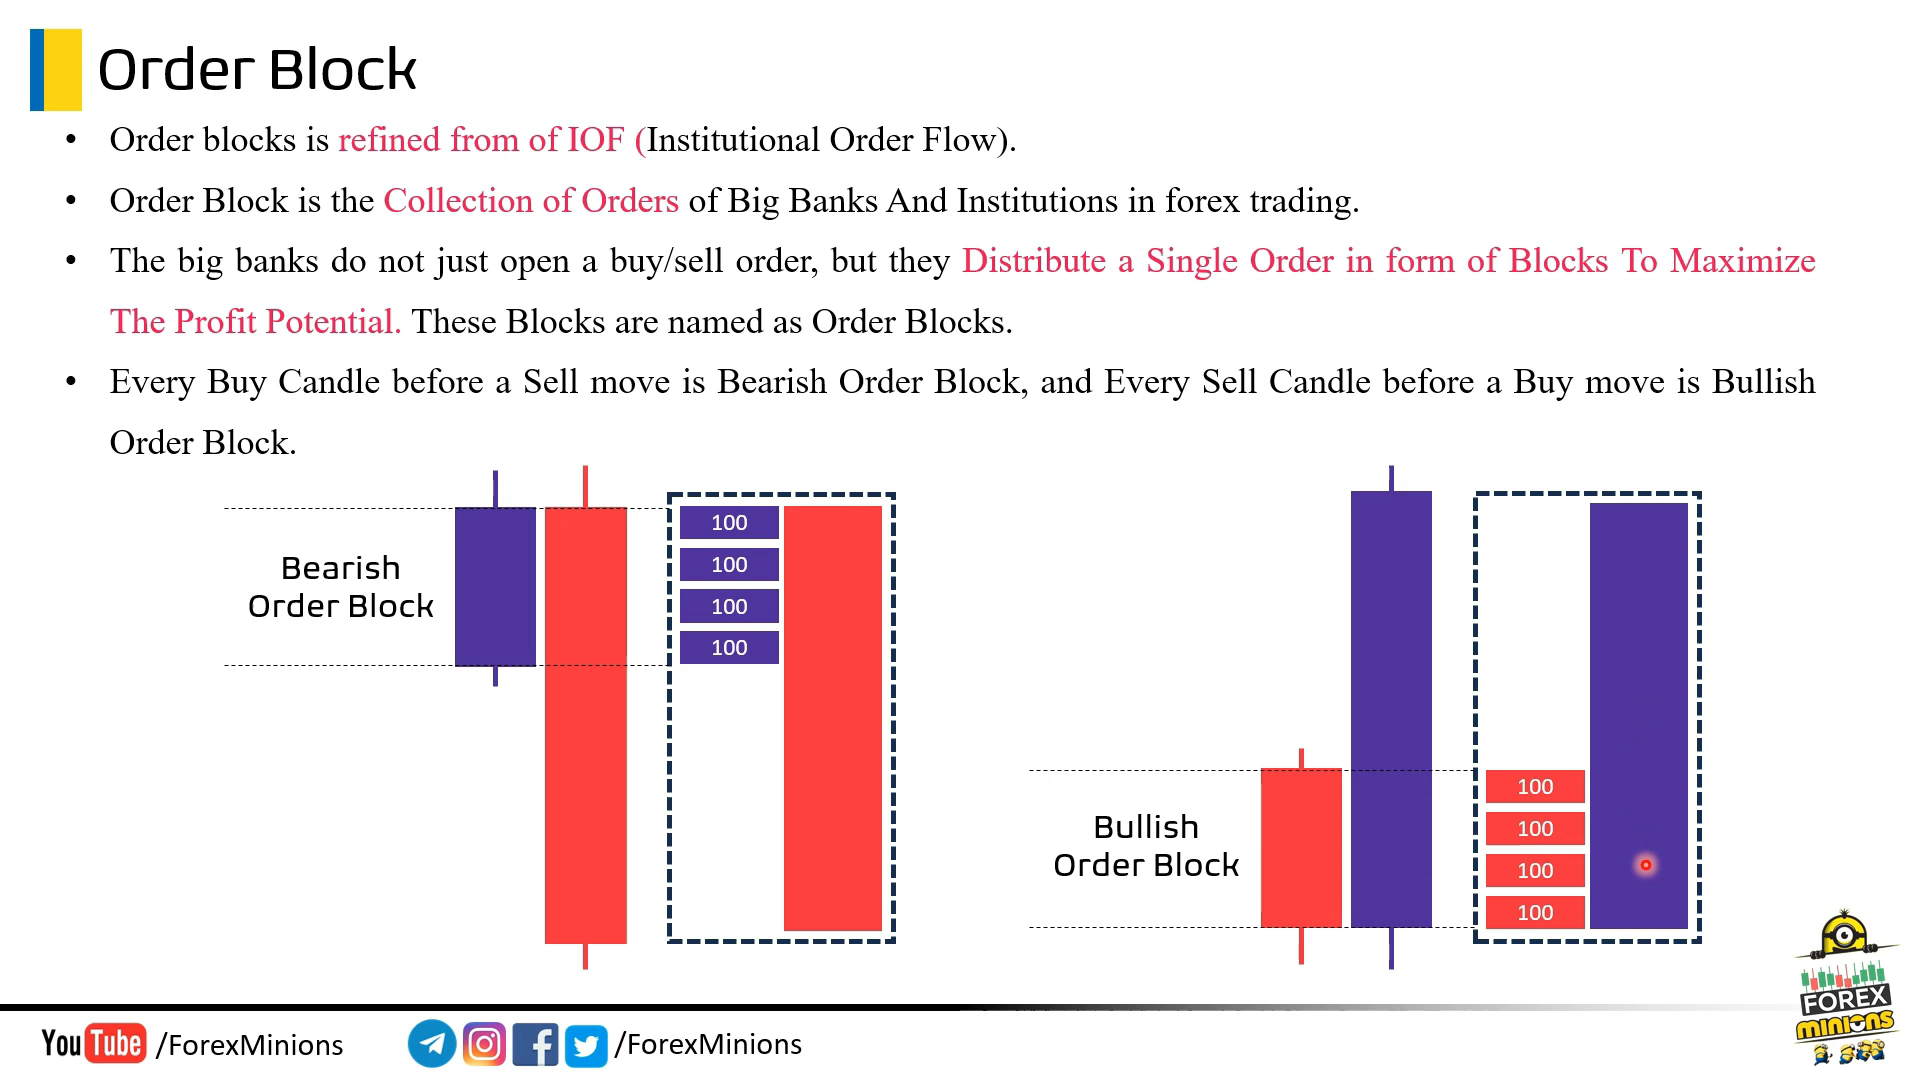 Order Block
• Order blocks is refined from of IOF (Institutional Order Flow).
• Order Block is the Collection of Orders of Big Banks And Institutions in forex trading.
• The big banks do not just open a buy/sell order, but they Distribute a Single Order in form of Blocks To Maximize
The Profit Potential. These Blocks are named as Order Blocks.
• Every Buy Candle before a Sell move is Bearish Order Block, and Every Sell Candle before a Buy move is Bullish
Order Block.
Bearish
Order Block
100
100
100
100
Bullish
Order Block
100
100
100
100
YouTube /ForexMinions
/ForexMinions
FOREX
MINIONS